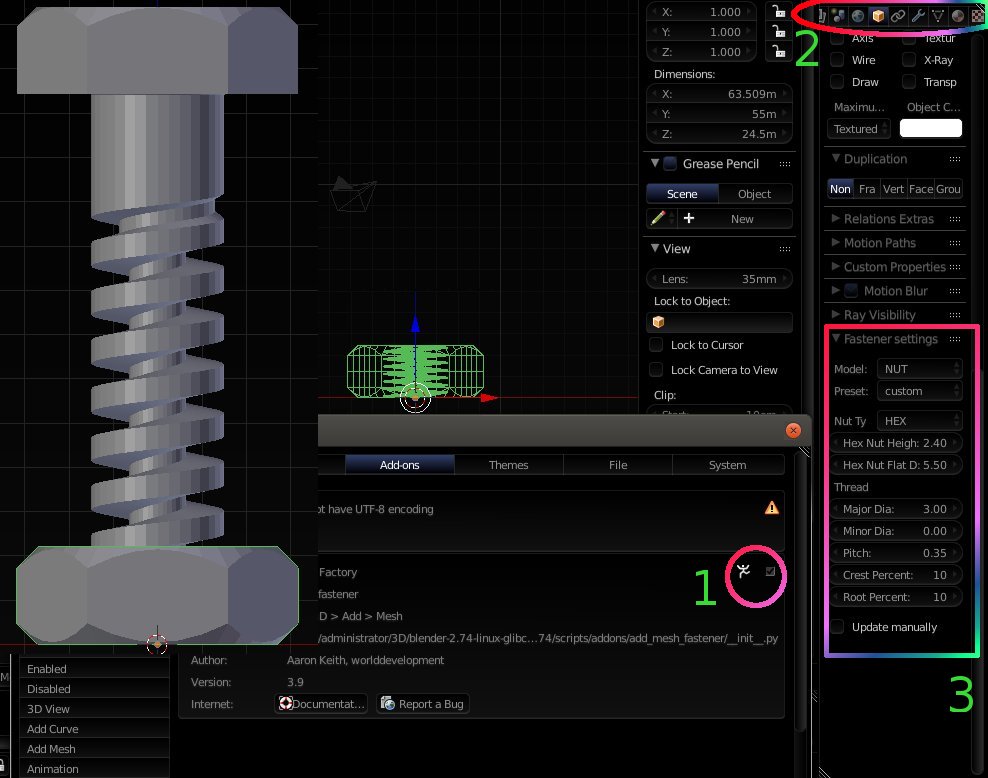 X: 1.000
Y: 1.000
Z: 1.000
Dimensions:
X: 63.509m
Y: 55m
Z: 24.5m
Grease Pencil
Scene Object
New
View
Lens: 35mm
Lock to Object:
Lock to Cursor
Lock Camera to View
Clip:
2
Axis Textur
Wire X-Ray
Draw Transp
Maximu... Object C...
Textured
Duplication
Non Fra Vert Face Grou
Relations Extras
Motion Paths
Custom Properties
Motion Blur
Ray Visibility
Fastener settings
Model: NUT
Preset: custom
Nut Ty HEX
Hex Nut Heigh: 2.40
Hex Nut Flat D: 5.50
Thread
Major Dia: 3.00
Minor Dia: 0.00
Pitch: 0.35
Crest Percent: 10
Root Percent: 10
Update manually
3
Add-ons Themes File System
ot have UTF-8 encoding
1
Factory
fastener
D > Add > Mesh
/administrator/3D/blender-2.74-linux-glibc...74/scripts/addons/add_mesh_fastener/__init__.py
Author: Aaron Keith, worlddevelopment
Version: 3.9
Internet: Documentat... Report a Bug
M
Enabled
Disabled
3D View
Add Curve
Add Mesh
Animation